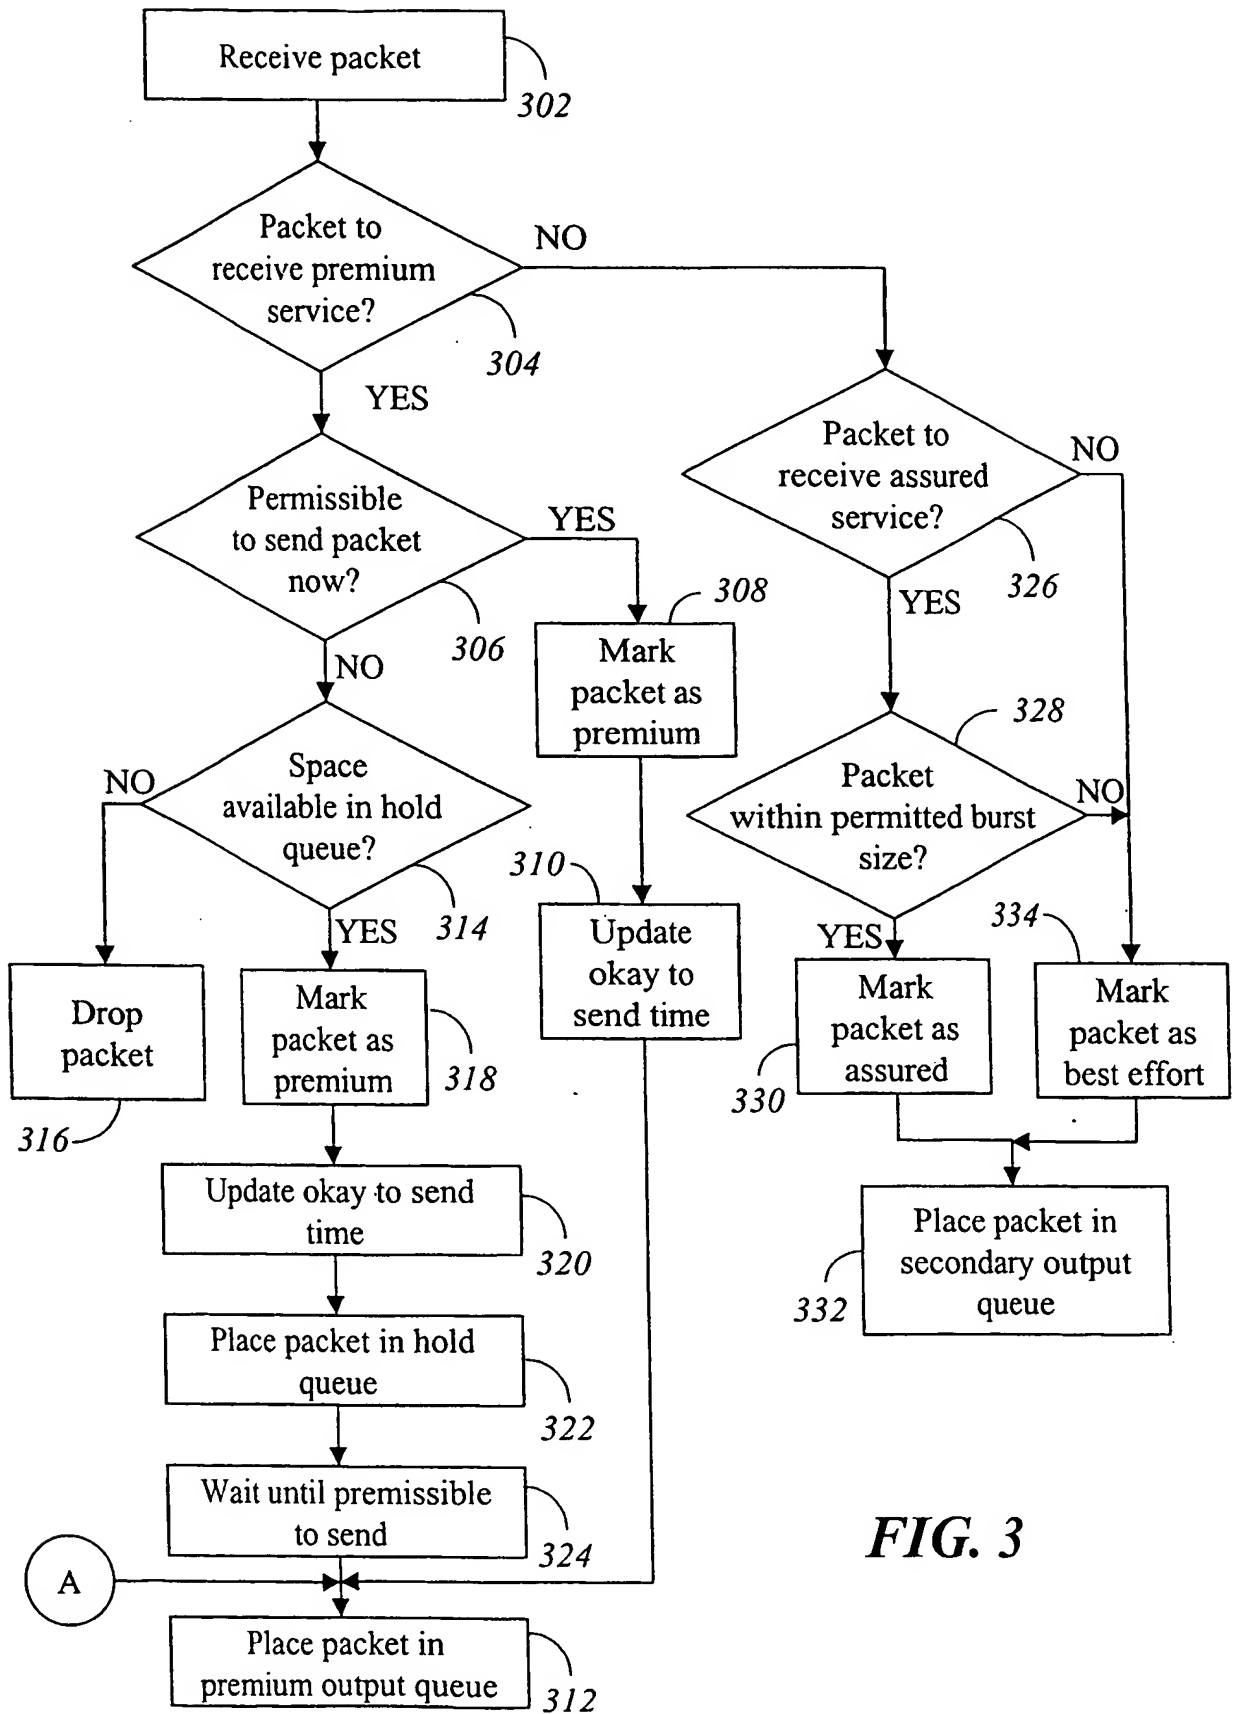 Receive packet
302
Packet to
receive premium
service?
NO
304
YES
Packet to
receive assured
service?
NO
326
YES
Permissible
to send packet
now?
YES
306
NO
308
Mark
packet as
premium
328
Packet
within permitted burst
size?
NO
YES
Space
available in hold
queue?
NO
314
YES
310
Update
okay to
send time
334
Drop
packet
316
Mark
packet as
premium
318
Mark
packet as
assured
330
Mark
packet as
best effort
Update okay to send
time
320
Place packet in
secondary output
queue
332
Place packet in hold
queue
322
Wait until premissible
to send
324
A
Place packet in
premium output queue
312
FIG. 3